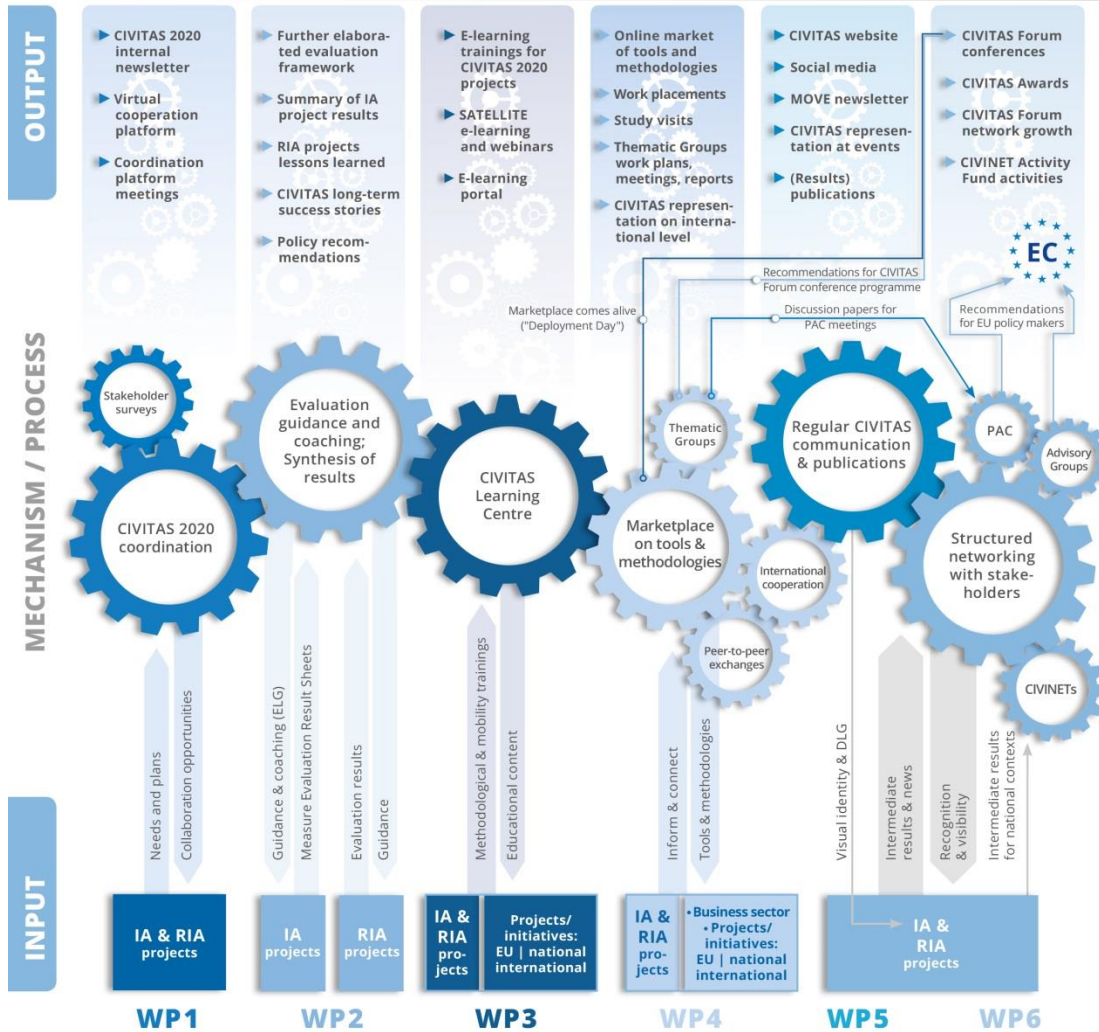 OUTPUT
► CIVITAS 2020
internal
newsletter
► Virtual
cooperation
platform
► Coordination
platform
meetings
► Further elabora-
ted evaluation
framework
► Summary of IA
project results
► RIA projects
lessons learned
► CIVITAS long-term
success stories
► Policy recom-
mendations
► E-learning
trainings for
CIVITAS 2020
projects
► SATELLITE
e-learning
and webinars
► E-learning
portal
► Online market
of tools and
methodologies
► Work placements
► Study visits
► Thematic Groups
work plans,
meetings, reports
► CIVITAS represen-
tation on interna-
tional level
► CIVITAS website
► Social media
► MOVE newsletter
► CIVITAS represen-
tation at events
► (Results)
publications
► CIVITAS Forum
conferences
► CIVITAS Awards
► CIVITAS Forum
network growth
► CIVINET Activity
Fund activities
EC
Recommendations for CIVITAS
Forum conference programme
Marketplace comes alive
("Deployment Day")
Discussion papers for
PAC meetings
Recommendations
for EU policy makers
MECHANISM / PROCESS
Stakeholder
surveys
CIVITAS 2020
coordination
Evaluation
guidance and
coaching;
Synthesis of
results
CIVITAS
Learning
Centre
Thematic
Groups
Marketplace
on tools &
methodologies
International
cooperation
Peer-to-peer
exchanges
Regular CIVITAS
communication
& publications
PAC
Advisory
Groups
Structured
networking
with stake-
holders
CIVINETs
Needs and plans
Collaboration opportunities
Guidance & coaching (ELG)
Measure Evaluation Result Sheets
Evaluation results
Guidance
Methodological & mobility trainings
Educational content
Inform & connect
Tools & methodologies
Visual identity & DLG
Intermediate
results & news
Recognition
& visibility
Intermediate results
for national contexts
INPUT
IA & RIA
projects
IA
projects
RIA
projects
IA &
RIA
pro-
jects
Projects/
initiatives:
EU | national
international
IA &
RIA
pro-
jects
• Business sector
• Projects/
initiatives:
EU | national
international
IA &
RIA
projects
WP1
WP2
WP3
WP4
WP5
WP6